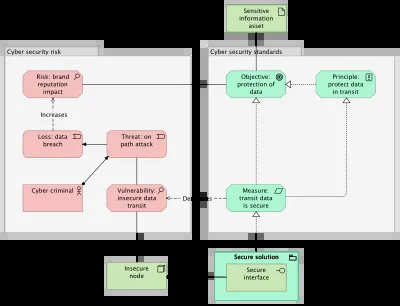 Sensitive
information
asset
Cyber security risk
Cyber security standards
Risk: brand
reputation
impact
Objective:
protection of
data
Principle:
protect data
in transit
Increases
Loss: data
breach
Threat: on
path attack
Cyber criminal
Vulnerability:
insecure data
transit
Measure:
transit data
is secure
Insecure
node
Secure solution
Secure
interface